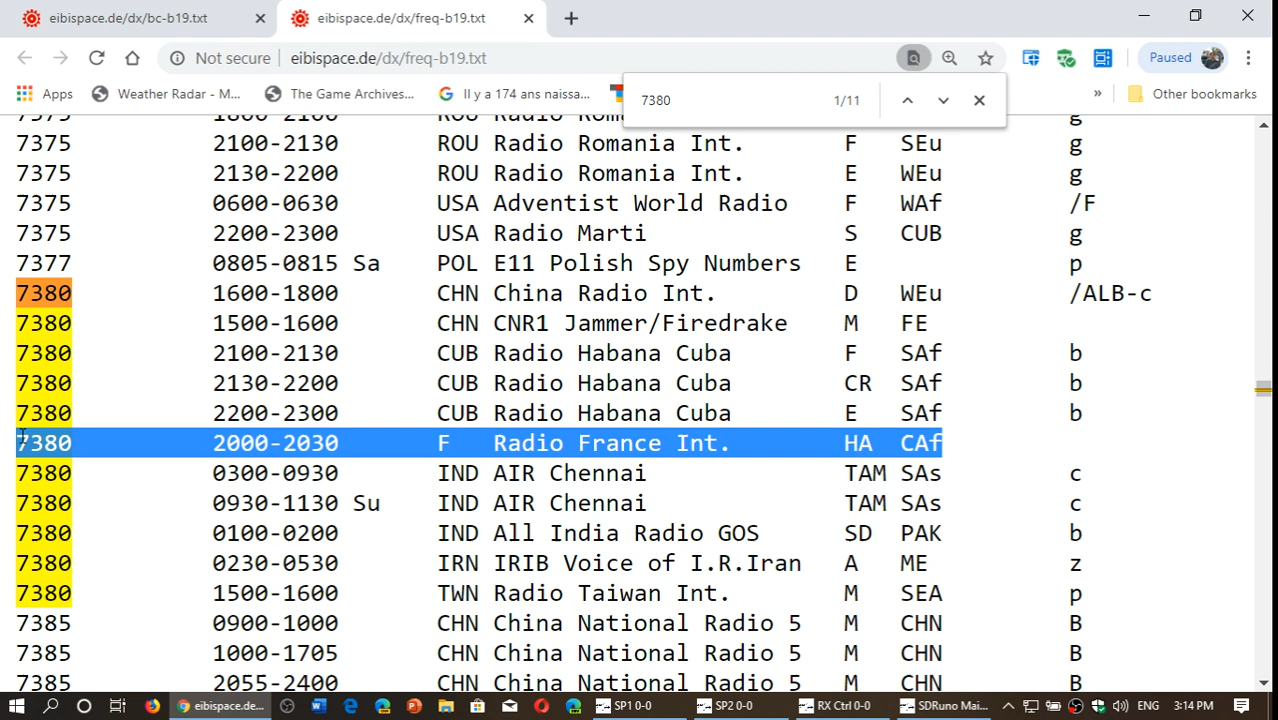 eibispace.de/dx/bc-b19.txt
eibispace.de/dx/freq-b19.txt
Not secure eibispace.de/dx/freq-b19.txt
Paused
7380 1/11
Apps Weather Radar - M... The Game Archives... Il y a 174 ans naissa... » Other bookmarks
7375 1800-2100 ROU Radio Rom
7375 2100-2130 ROU Radio Romania Int. F SEu g
7375 2130-2200 ROU Radio Romania Int. E WEu g
7375 0600-0630 USA Adventist World Radio F WAf /F
7375 2200-2300 USA Radio Marti S CUB g
7377 0805-0815 Sa POL E11 Polish Spy Numbers E p
7380 1600-1800 CHN China Radio Int. D WEu /ALB-c
7380 1500-1600 CHN CNR1 Jammer/Firedrake M FE
7380 2100-2130 CUB Radio Habana Cuba F SAf b
7380 2130-2200 CUB Radio Habana Cuba CR SAf b
7380 2200-2300 CUB Radio Habana Cuba E SAf b
7380 2000-2030 F Radio France Int. HA CAf
7380 0300-0930 IND AIR Chennai TAM SAs c
7380 0930-1130 Su IND AIR Chennai TAM SAs c
7380 0100-0200 IND All India Radio GOS SD PAK b
7380 0230-0530 IRN IRIB Voice of I.R.Iran A ME z
7380 1500-1600 TWN Radio Taiwan Int. M SEA p
7385 0900-1000 CHN China National Radio 5 M CHN B
7385 1000-1705 CHN China National Radio 5 M CHN B
7385 2055-2400 CHN China National Radio 5 M CHN B
eibispace.de... SP1 0-0 SP2 0-0 RX Ctrl 0-0 SDRuno Mai... ENG 3:14 PM